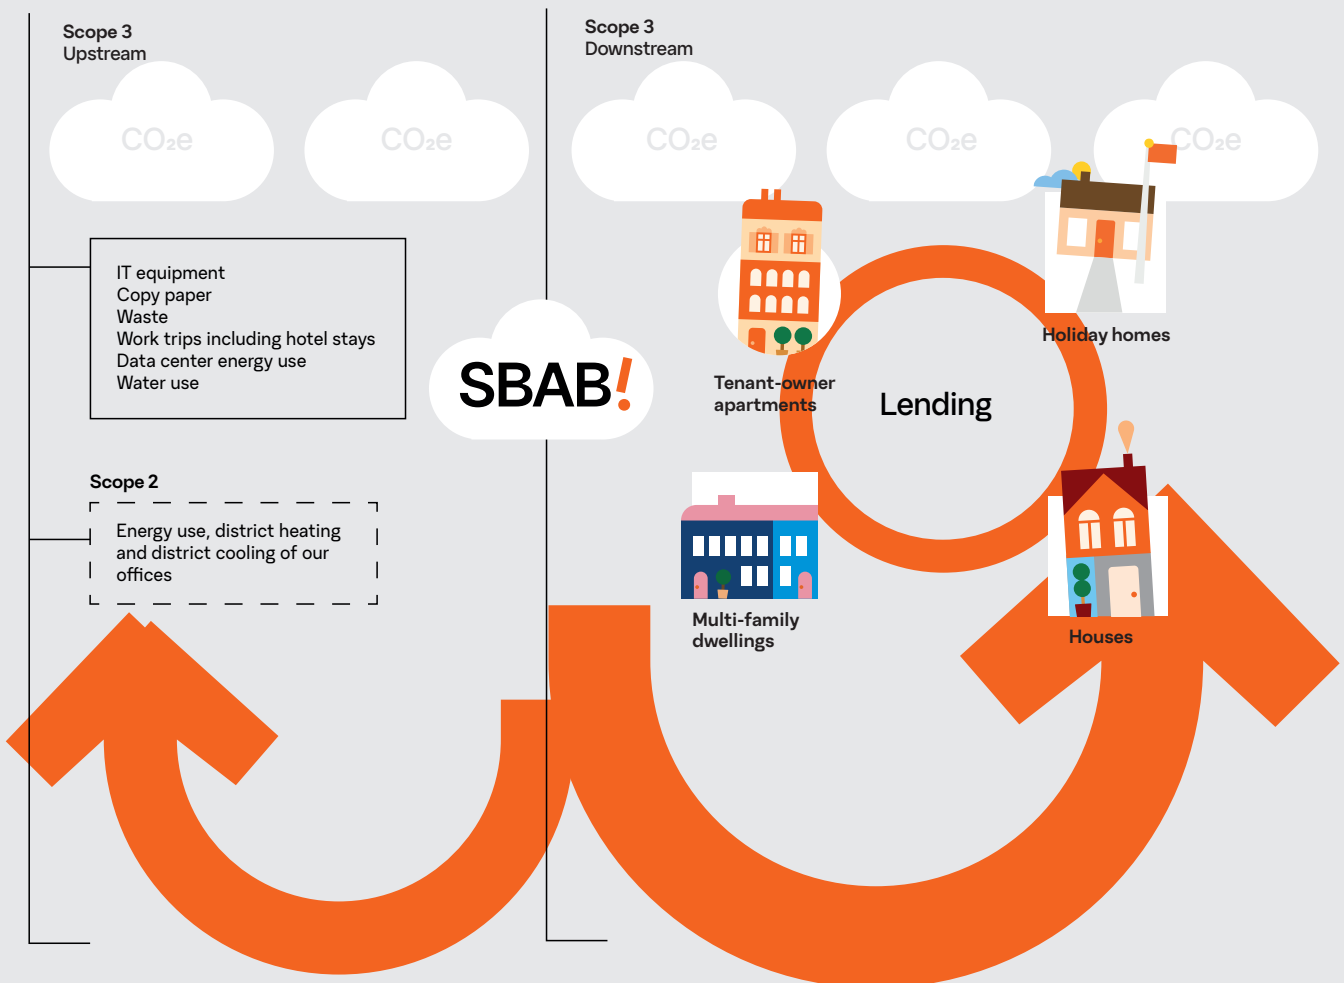 Scope 3
Upstream
CO₂e
CO₂e
IT equipment
Copy paper
Waste
Work trips including hotel stays
Data center energy use
Water use
Scope 2
Energy use, district heating
and district cooling of our
offices
SBAB!
Scope 3
Downstream
CO₂e
CO₂e
CO₂e
Tenant-owner
apartments
Holiday homes
Lending
Multi-family
dwellings
Houses